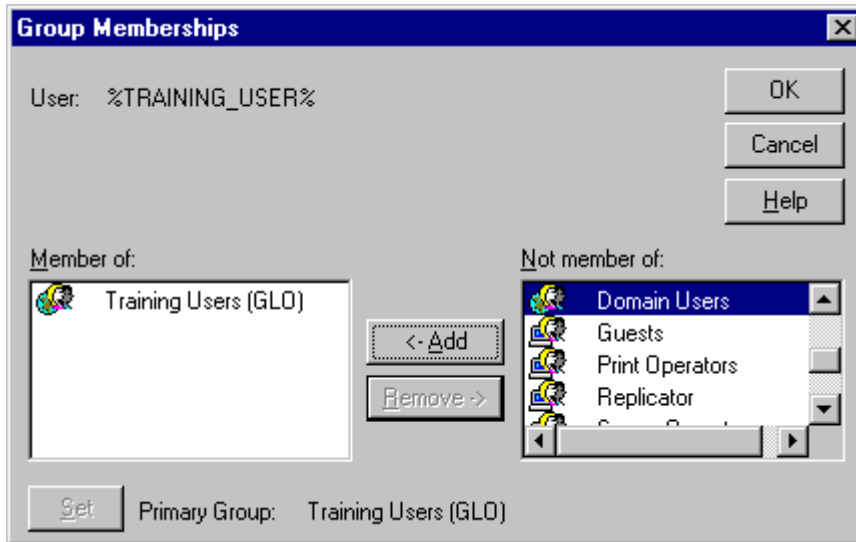 Group Memberships
User: %TRAINING_USER%
OK
Cancel
Help
Member of:
Training Users (GLO)
<- Add
Remove ->
Not member of:
Domain Users
Guests
Print Operators
Replicator
Set Primary Group: Training Users (GLO)